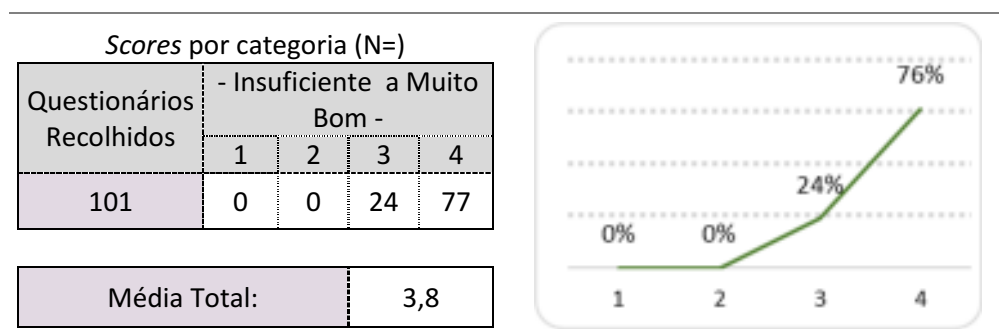 Scores por categoria (N=)
Questionários Recolhidos
- Insuficiente a Muito
Bom -
1 2 3 4
101 0 0 24 77
Média Total: 3,8
76%
24%
0% 0%
1 2 3 4